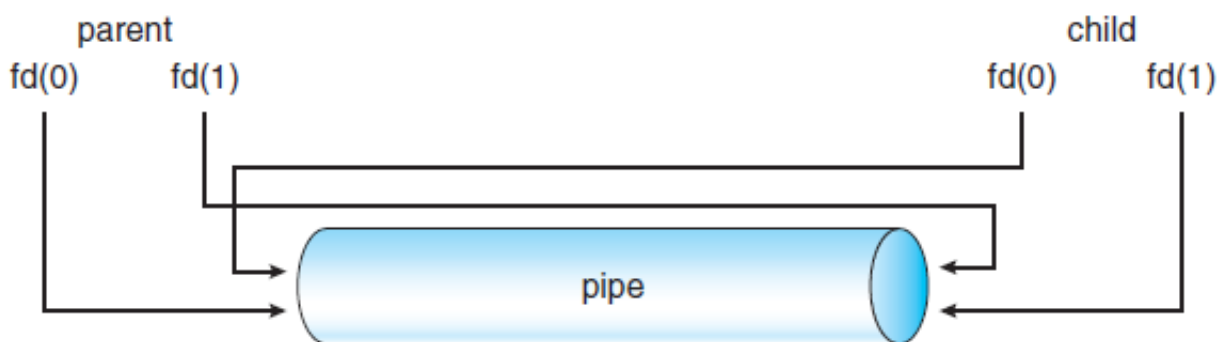 parent child
fd(0) fd(1) fd(0) fd(1)
pipe